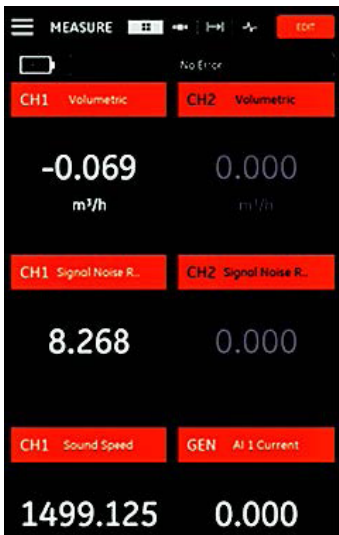 MEASURE EDIT
No Error
CH1 Volumetric CH2 Volumetric
-0.069 0.000
m³/h m³/h
CH1 Signal Noise R.. CH2 Signal Noise R..
8.268 0.000
CH1 Sound Speed GEN AI 1 Current
1499.125 0.000